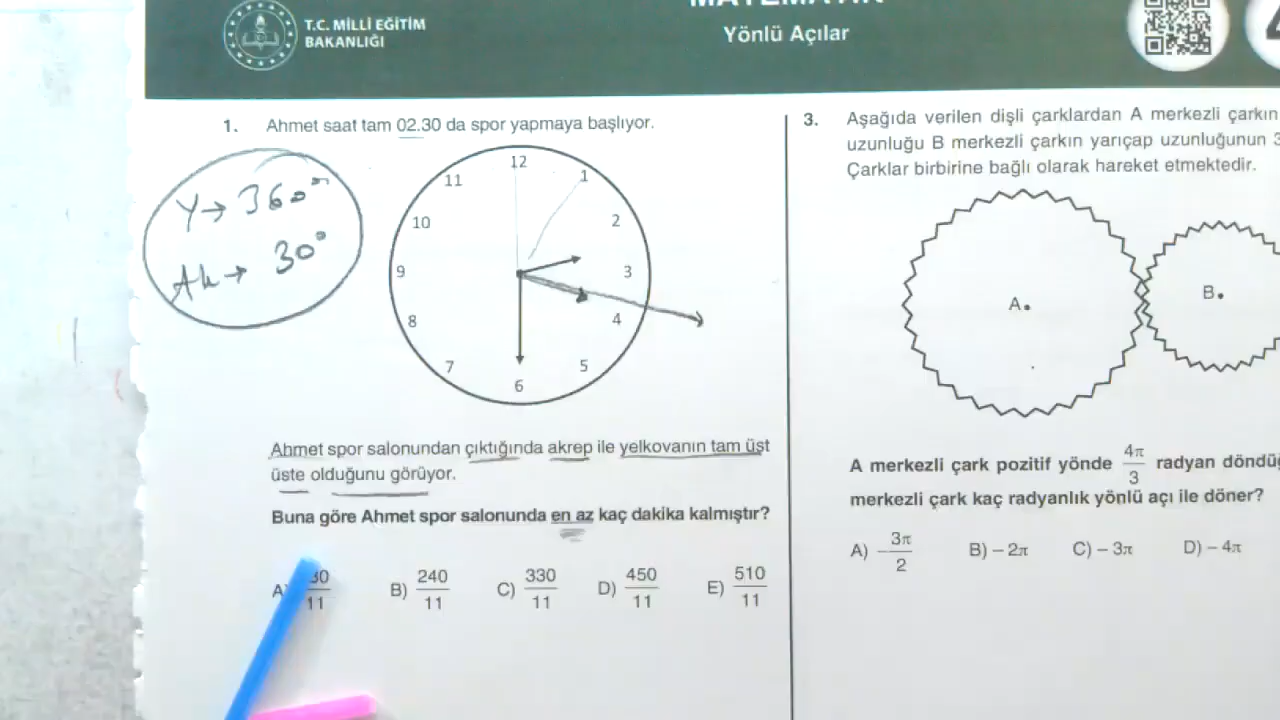 T.C. MİLLİ EĞİTİM
BAKANLIĞI
MATEMATİK
Yönlü Açılar
1. Ahmet saat tam 02.30 da spor yapmaya başlıyor.
Y→360°
Ak→ 30°
12
11
1
10
2
9
3
8
4
7
5
6
Ahmet spor salonundan çıktığında akrep ile yelkovanın tam üst
üste olduğunu görüyor.
Buna göre Ahmet spor salonunda en az kaç dakika kalmıştır?
A) 30/11 B) 240/11 C) 330/11 D) 450/11 E) 510/11
3. Aşağıda verilen dişli çarklardan A merkezli çarkın
uzunluğu B merkezli çarkın yarıçap uzunluğunun 3
Çarklar birbirine bağlı olarak hareket etmektedir.
A.
B.
A merkezli çark pozitif yönde 4π/3 radyan
merkezli çark kaç radyanlık yönlü açı ile döner?
A) −3π/2 B) −2π C) −3π D) −4π